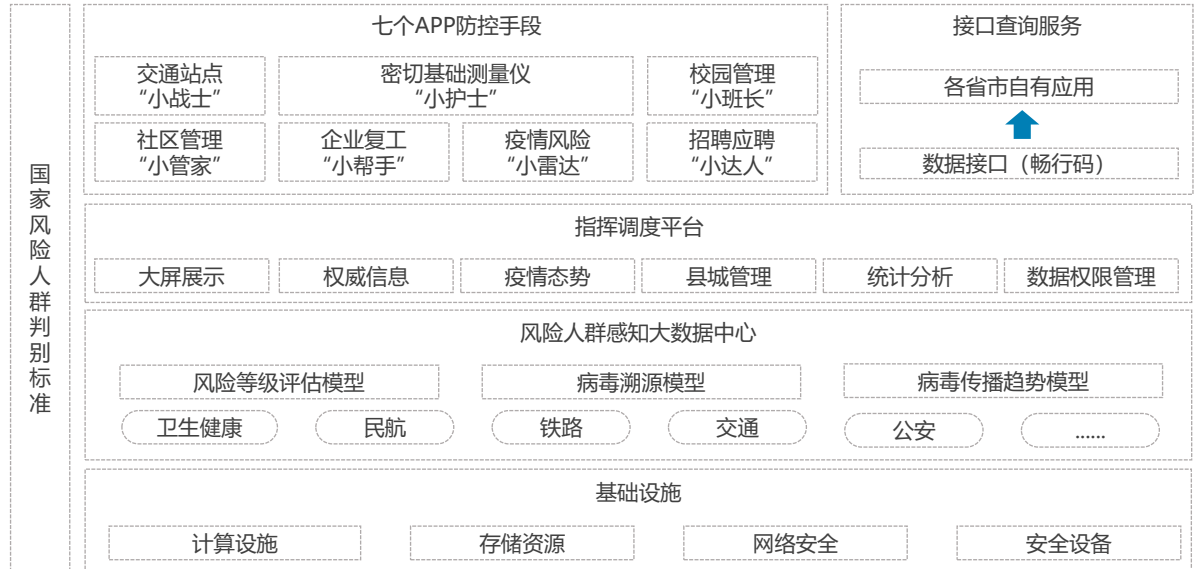 国家风险人群判别标准
七个APP防控手段
交通站点
“小战士”
密切基础测量仪
“小护士”
校园管理
“小班长”
社区管理
“小管家”
企业复工
“小帮手”
疫情风险
“小雷达”
招聘应聘
“小达人”
接口查询服务
各省市自有应用
数据接口（畅行码）
指挥调度平台
大屏展示
权威信息
疫情态势
县城管理
统计分析
数据权限管理
风险人群感知大数据中心
风险等级评估模型
病毒溯源模型
病毒传播趋势模型
卫生健康
民航
铁路
交通
公安
......
基础设施
计算设施
存储资源
网络安全
安全设备